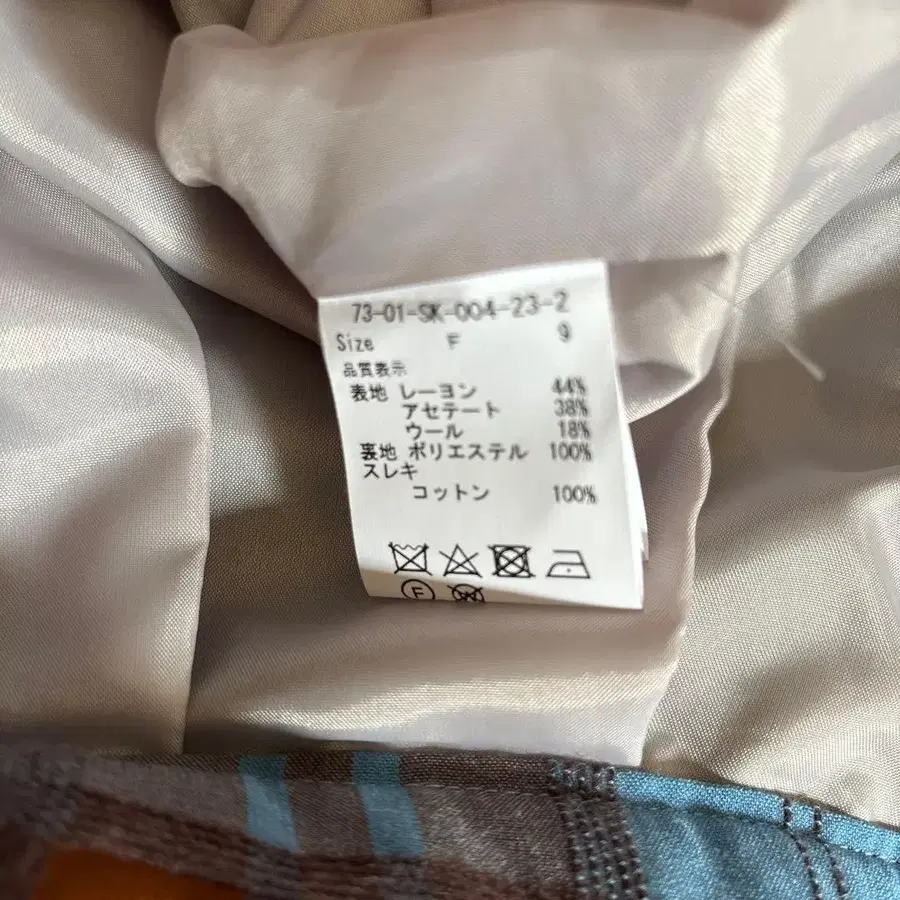 73-01-SK-004-23-2
Size F 9
品質表示
表地 レーヨン 44%
アセテート 38%
ウール 18%
裏地 ポリエステル 100%
スレキ
コットン 100%
F W